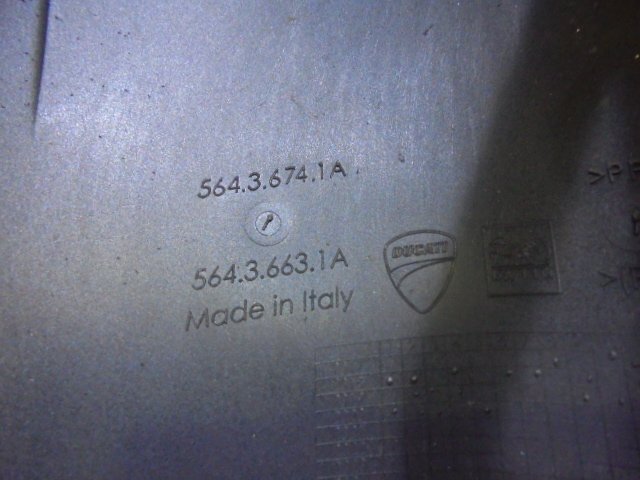 564.3.674.1A
564.3.663.1A
Made in Italy
DUCATI
>P